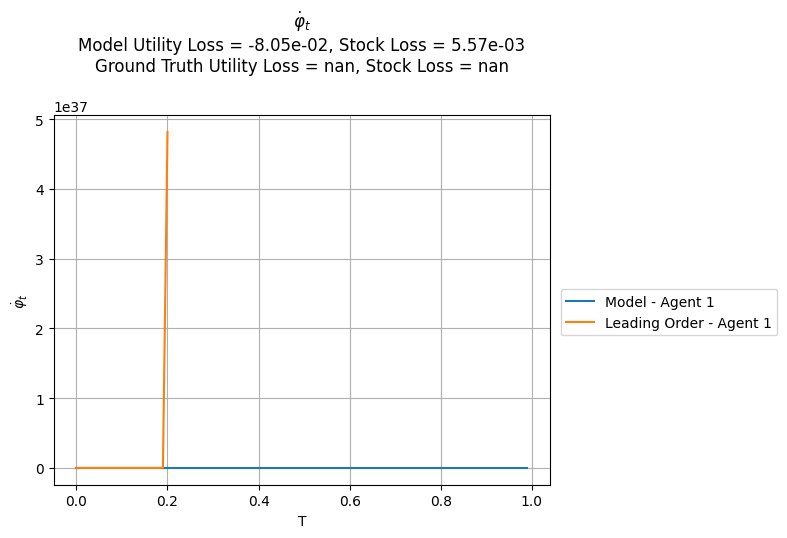 φ̇ₜ
Model Utility Loss = -8.05e-02, Stock Loss = 5.57e-03
Ground Truth Utility Loss = nan, Stock Loss = nan
1e37
5
4
3
2
1
0
φ̇ₜ
0.0 0.2 0.4 0.6 0.8 1.0
T
Model - Agent 1
Leading Order - Agent 1